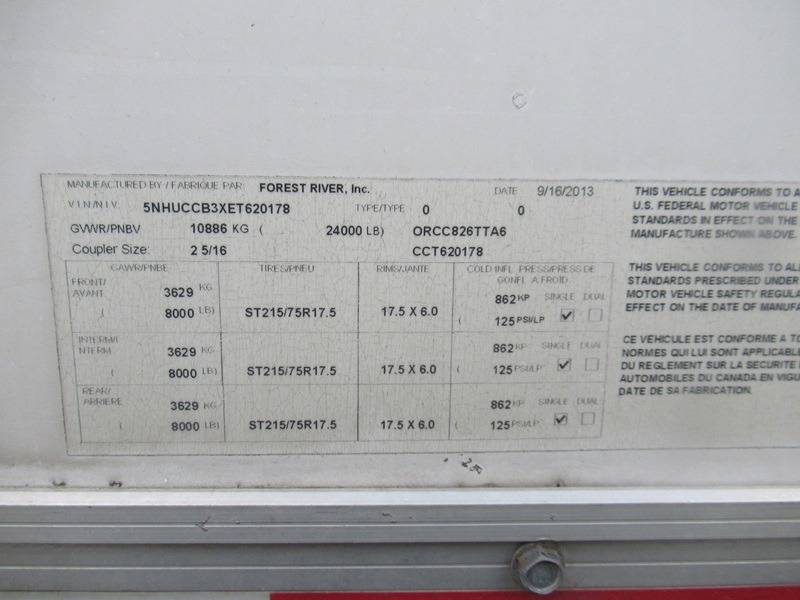 MANUFACTURED BY / FABRIQUE PAR: FOREST RIVER, Inc. DATE 9/16/2013
V I N / N I V 5NHUCCB3XET620178 TYPE/TYPE 0 0
GVWR/PNBV 10886 KG ( 24000 LB) ORCC826TTA6
Coupler Size: 2 5/16 CCT620178
GAWR/PNBE TIRES/PNEU RIMS/JANTE COLD INFL. PRESS/PRESS DE
GONFL A FROID
FRONT/
AVANT 3629 KG 862 KP SINGLE DUAL
( 8000 LB) ST215/75R17.5 17.5 X 6.0 ( 125 PSI/LP
INTERM/I
NTERM 3629 KG 862 KP SINGLE DUAL
( 8000 LB) ST215/75R17.5 17.5 X 6.0 125 PSI/LP
REAR/
ARRIERE 3629 KG 862 KP SINGLE DUAL
( 8000 LB) ST215/75R17.5 17.5 X 6.0 ( 125 PSI/LP
THIS VEHICLE CONFORMS TO A
U.S. FEDERAL MOTOR VEHICLE
STANDARDS IN EFFECT ON THE
MANUFACTURE SHOWN ABOVE.
THIS VEHICLE CONFORMS TO ALL
STANDARDS PRESCRIBED UNDER
MOTOR VEHICLE SAFETY REGULA
EFFECT ON THE DATE OF MANUFA
CE VEHICULE EST CONFORME A TO
NORMES QUI LUI SONT APPLICABLE
DU REGLEMENT SUR LA SECURITE
AUTOMOBILES DU CANADA EN VIGU
DATE DE SA FABRICATION.